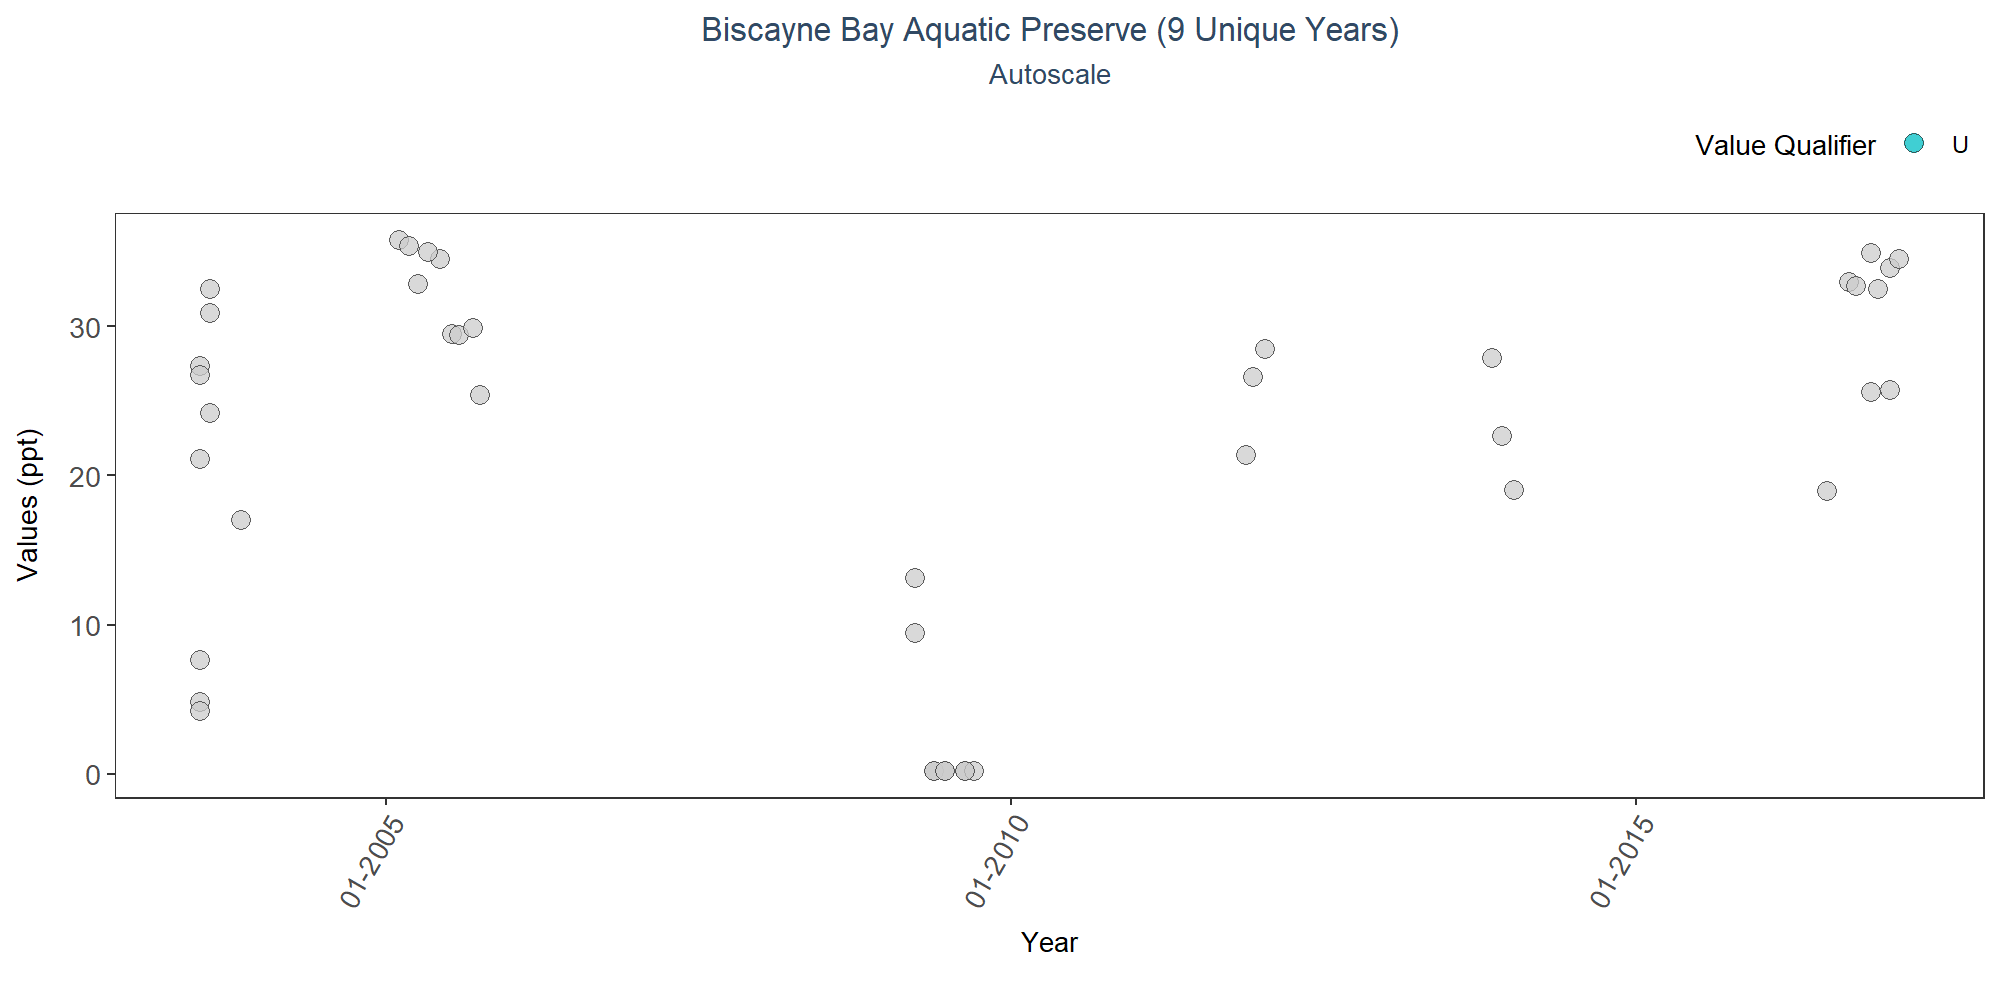 Biscayne Bay Aquatic Preserve (9 Unique Years)
Autoscale
Value Qualifier U
Values (ppt)
30
20
10
0
01-2005 01-2010 01-2015
Year